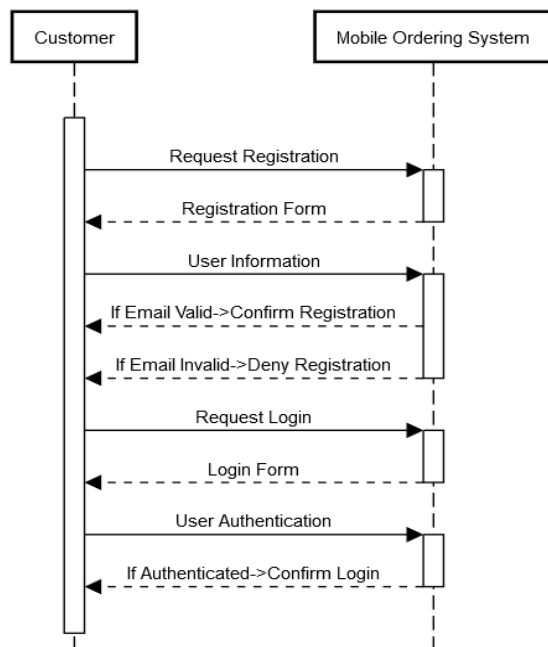 Customer
Mobile Ordering System
Request Registration
Registration Form
User Information
If Email Valid->Confirm Registration
If Email Invalid->Deny Registration
Request Login
Login Form
User Authentication
If Authenticated->Confirm Login